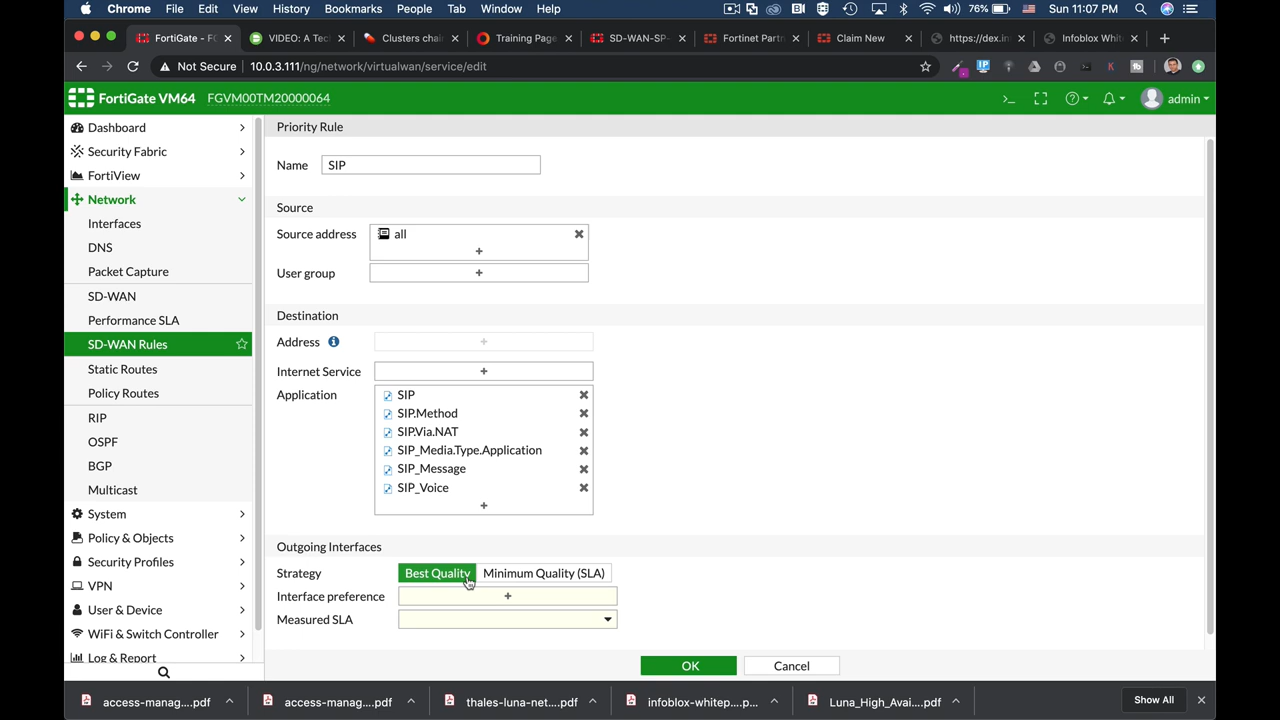 Chrome File Edit View History Bookmarks People Tab Window Help 76% Sun 11:07 PM
FortiGate - FC VIDEO: A Tec Clusters chai Training Page SD-WAN-SP- Fortinet Partn Claim New https://dex.in Infoblox Whit
Not Secure 10.0.3.111/ng/network/virtualwan/service/edit
FortiGate VM64 FGVM00TM20000064 >_ admin
Dashboard
Security Fabric
FortiView
Network
Interfaces
DNS
Packet Capture
SD-WAN
Performance SLA
SD-WAN Rules
Static Routes
Policy Routes
RIP
OSPF
BGP
Multicast
System
Policy & Objects
Security Profiles
VPN
User & Device
WiFi & Switch Controller
Log & Report
Priority Rule
Name SIP
Source
Source address all
+
User group +
Destination
Address +
Internet Service +
Application SIP
SIP.Method
SIP.Via.NAT
SIP_Media.Type.Application
SIP_Message
SIP_Voice
+
Outgoing Interfaces
Strategy Best Quality Minimum Quality (SLA)
Interface preference +
Measured SLA
OK Cancel
access-manag....pdf access-manag....pdf thales-luna-net....pdf infoblox-whitep....p... Luna_High_Avai....pdf Show All